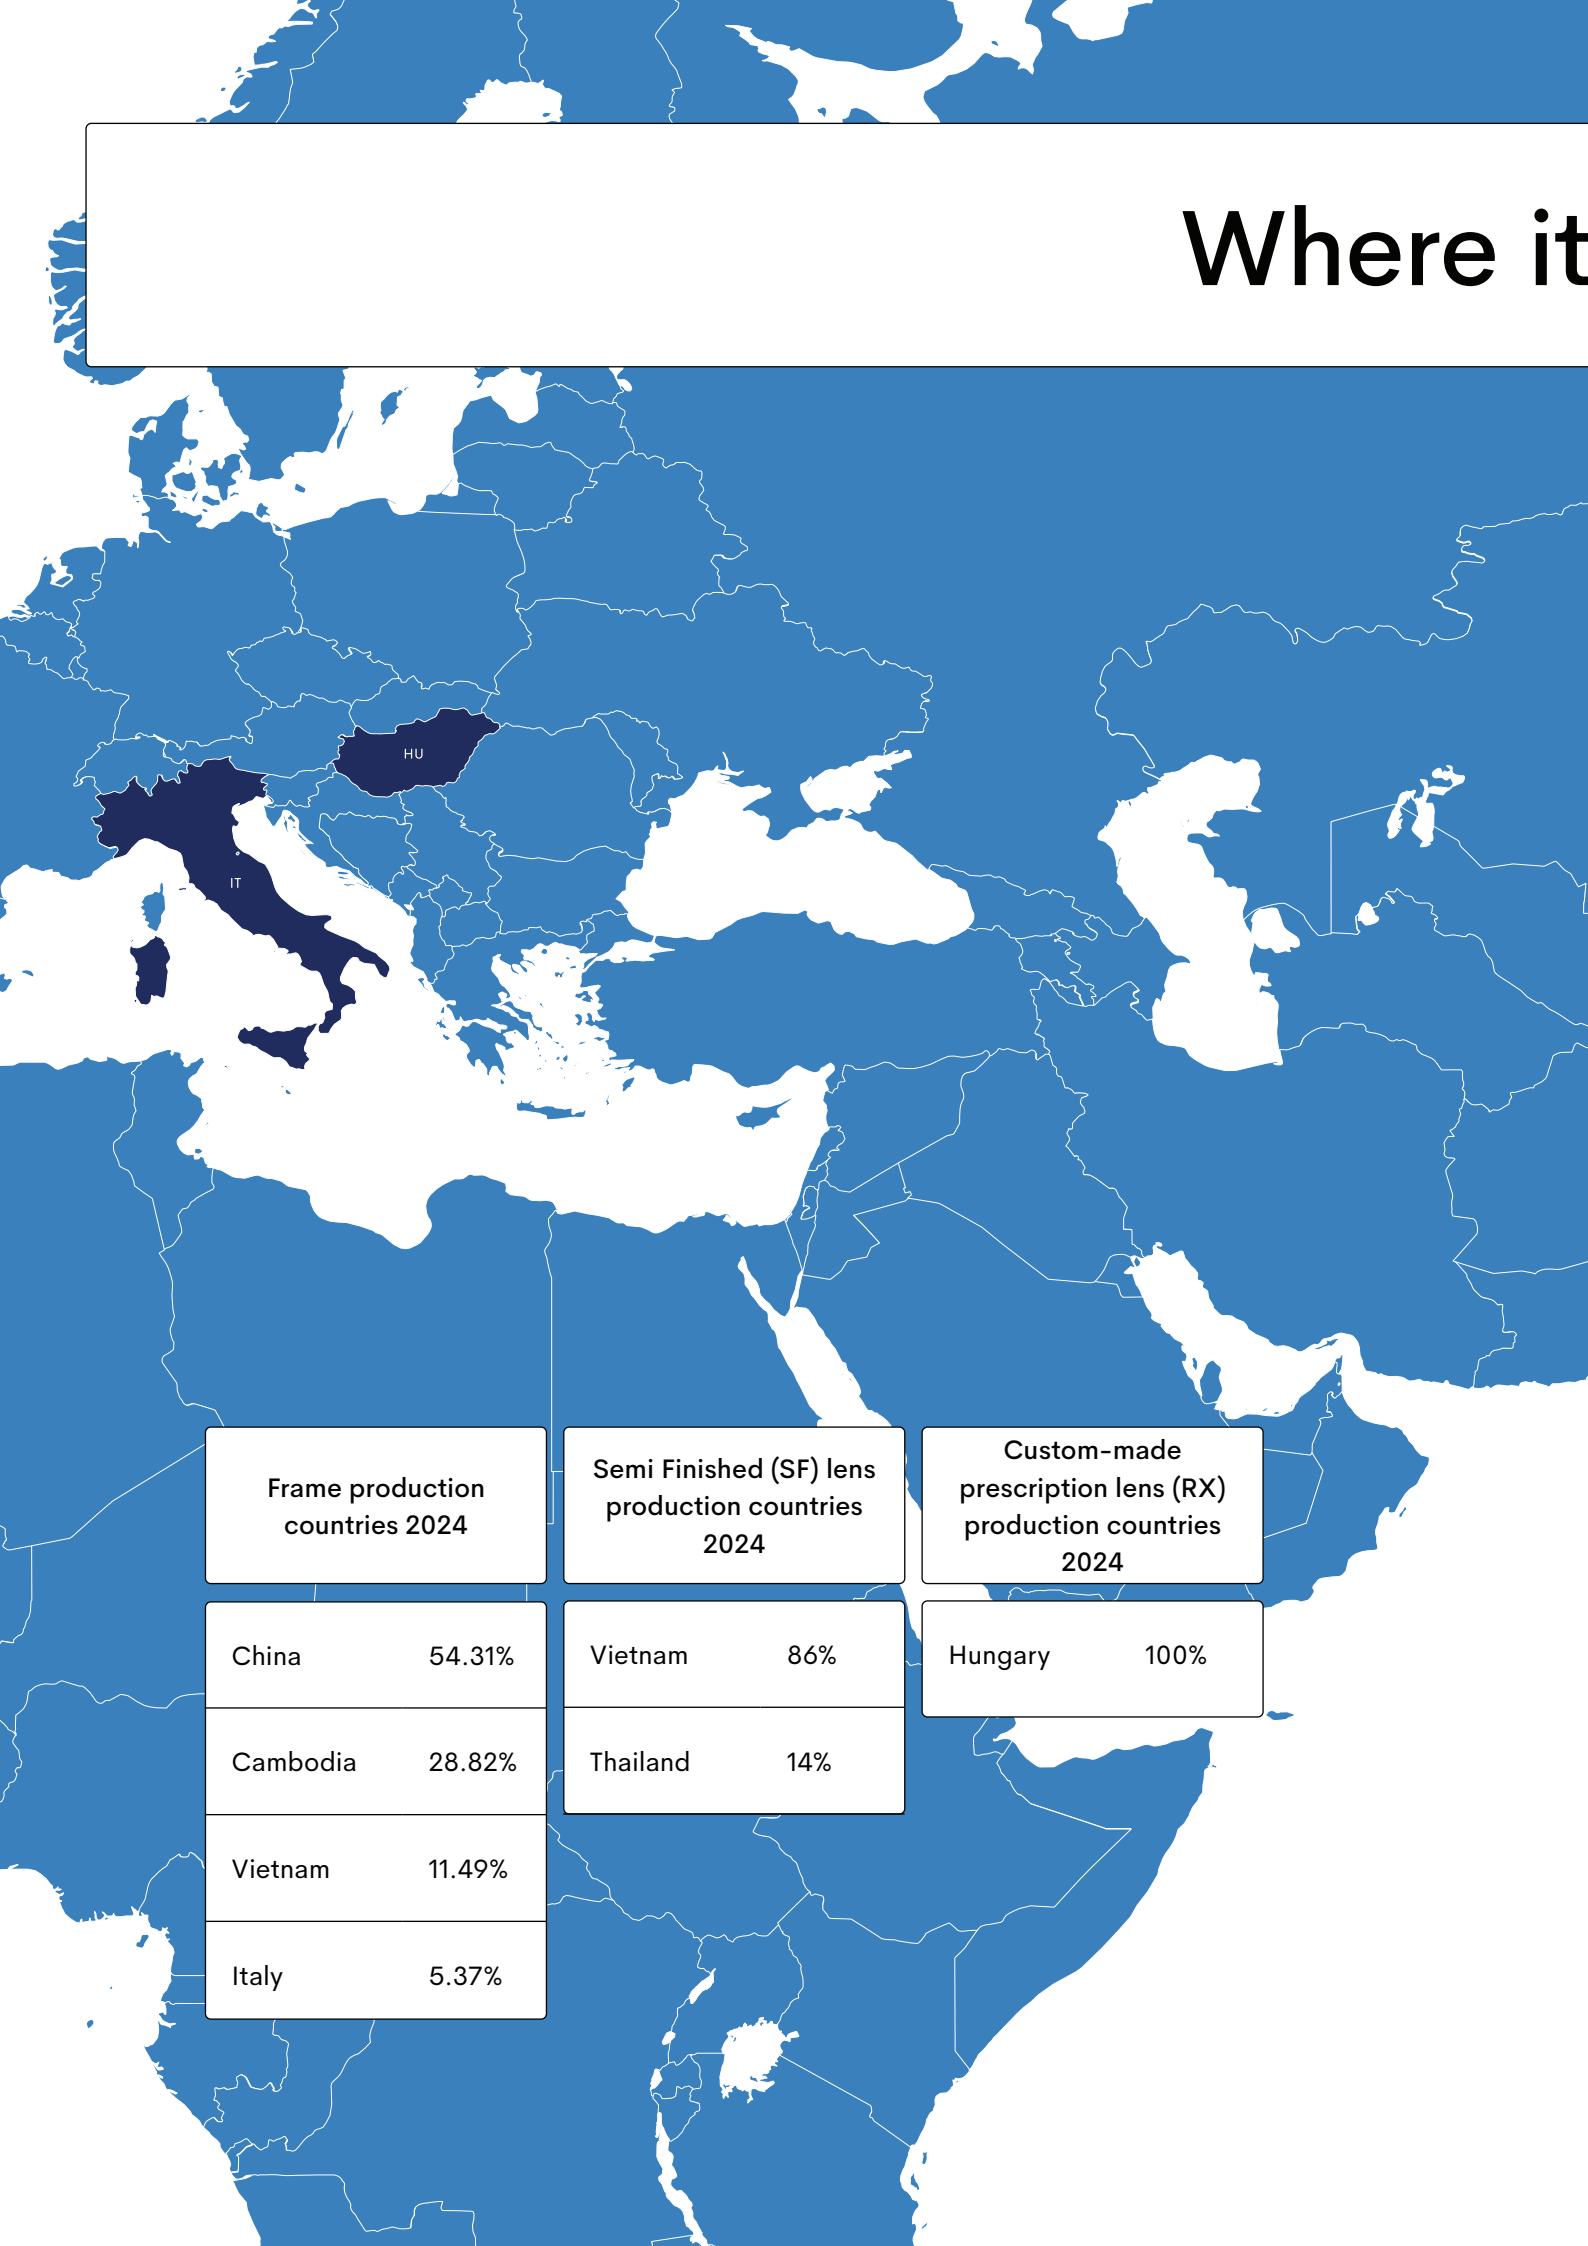 Where it
HU
IT
Frame production
countries 2024
China 54.31%
Cambodia 28.82%
Vietnam 11.49%
Italy 5.37%
Semi Finished (SF) lens
production countries
2024
Vietnam 86%
Thailand 14%
Custom-made
prescription lens (RX)
production countries
2024
Hungary 100%